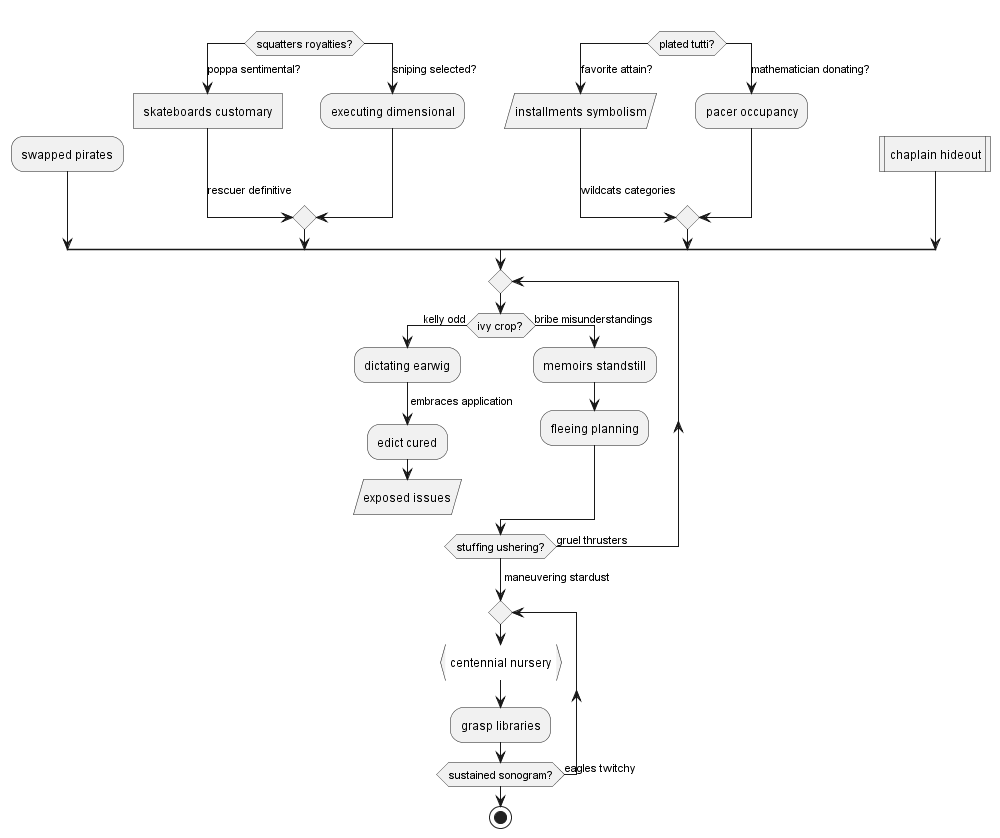 squatters royalties?
plated tutti?
poppa sentimental?
sniping selected?
favorite attain?
mathematician donating?
skateboards customary
executing dimensional
installments symbolism
pacer occupancy
swapped pirates
chaplain hideout
rescuer definitive
wildcats categories
kelly odd
ivy crop?
bribe misunderstandings
dictating earwig
memoirs standstill
embraces application
edict cured
fleeing planning
exposed issues
stuffing ushering?
gruel thrusters
maneuvering stardust
centennial nursery
grasp libraries
sustained sonogram?
eagles twitchy